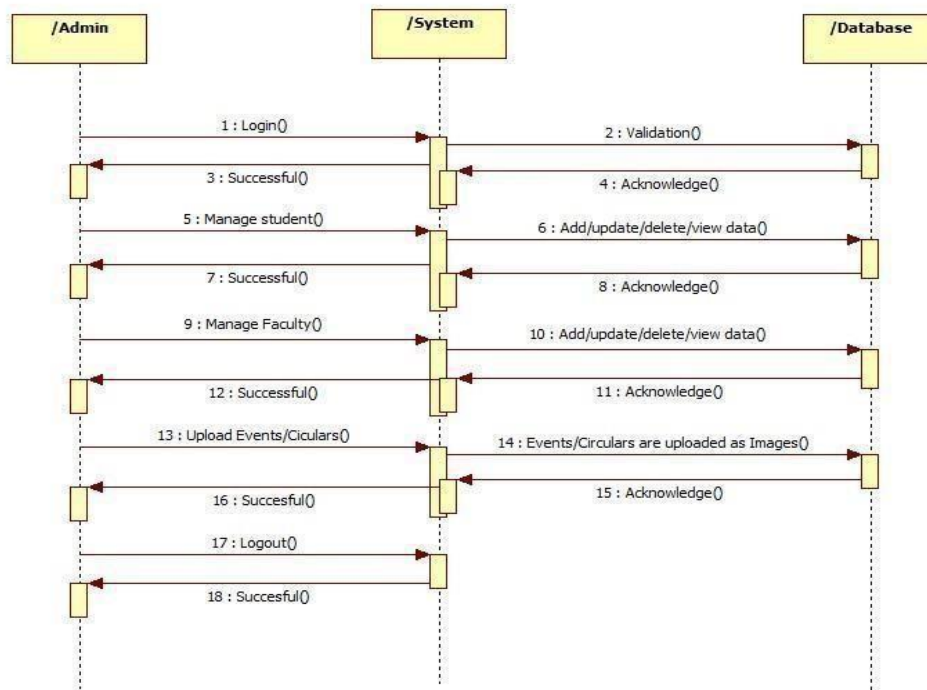 /Admin
/System
/Database
1 : Login()
2 : Validation()
3 : Successful()
4 : Acknowledge()
5 : Manage student()
6 : Add/update/delete/view data()
7 : Successful()
8 : Acknowledge()
9 : Manage Faculty()
10 : Add/update/delete/view data()
12 : Successful()
11 : Acknowledge()
13 : Upload Events/Ciculars()
14 : Events/Circulars are uploaded as Images()
16 : Succesful()
15 : Acknowledge()
17 : Logout()
18 : Succesful()